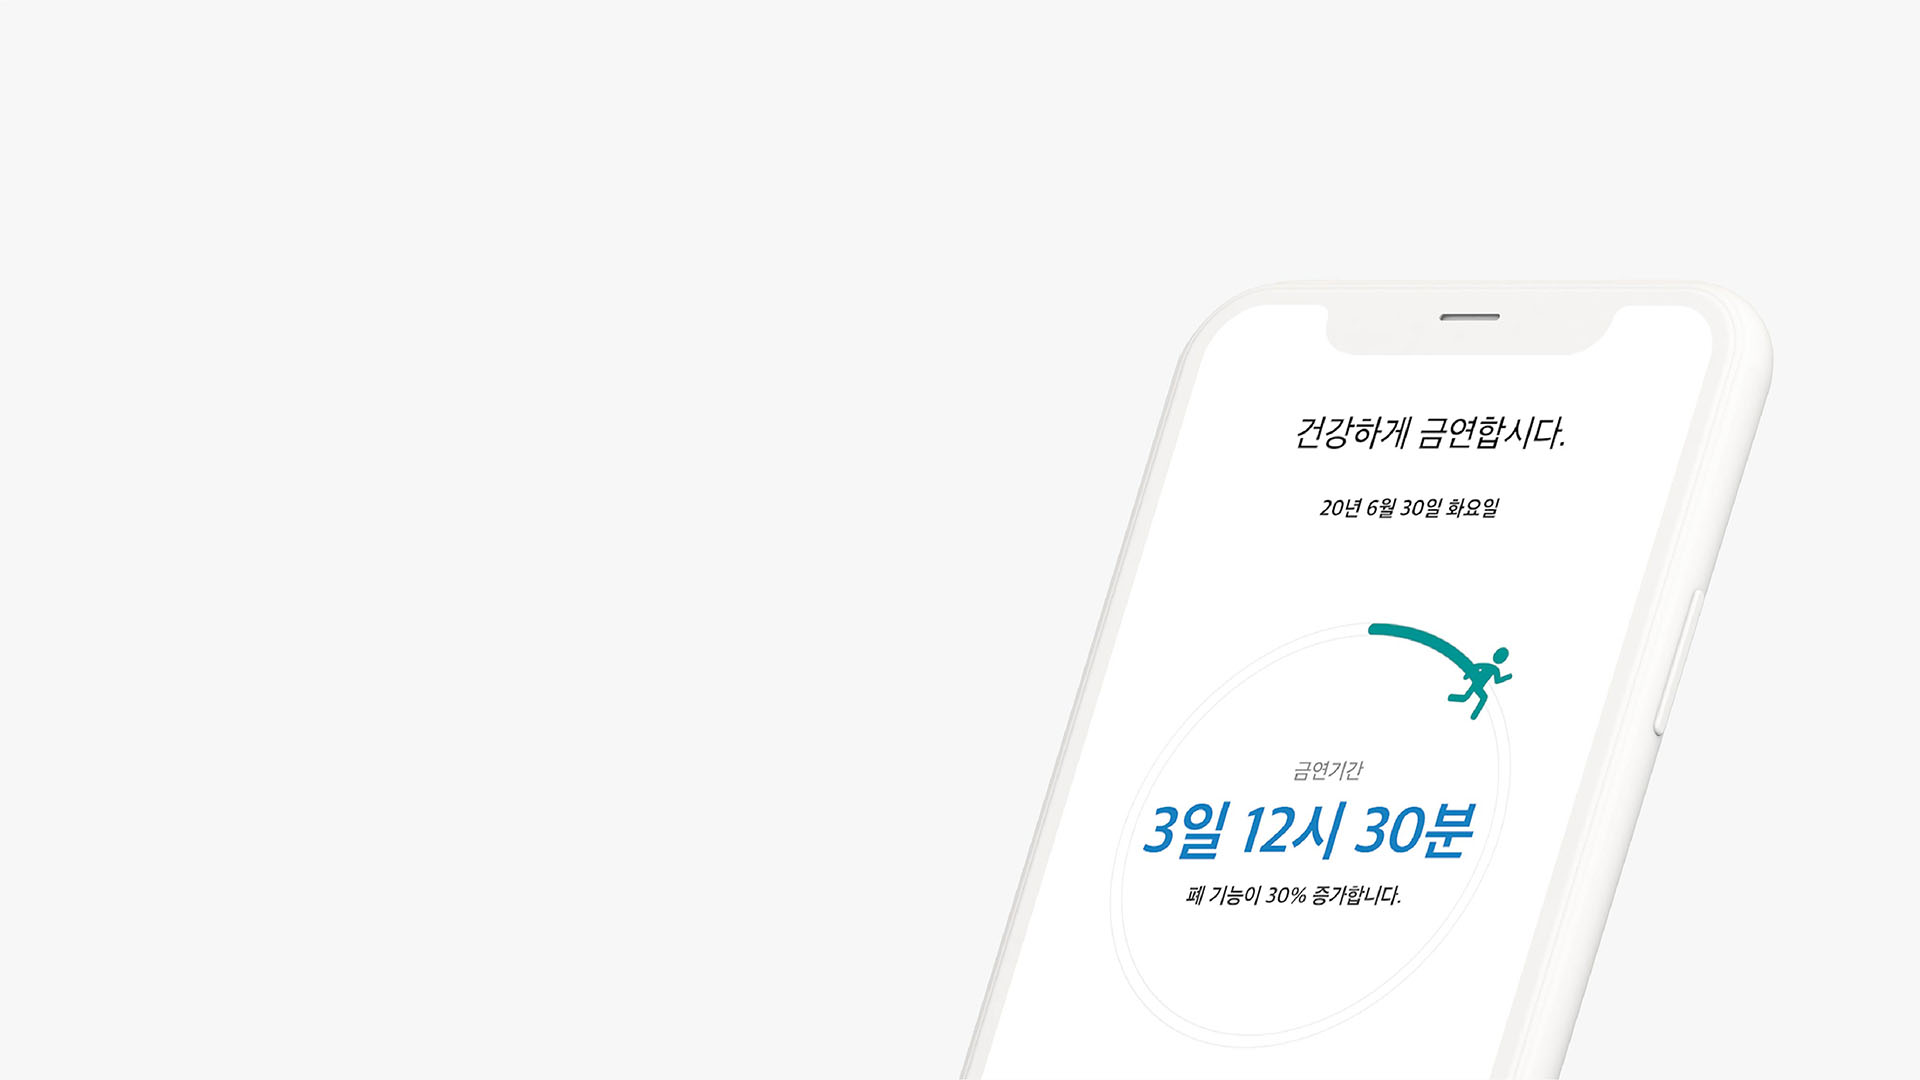 건강하게 금연합시다.
20년 6월 30일 화요일
금연기간
3일 12시 30분
폐 기능이 30% 증가합니다.